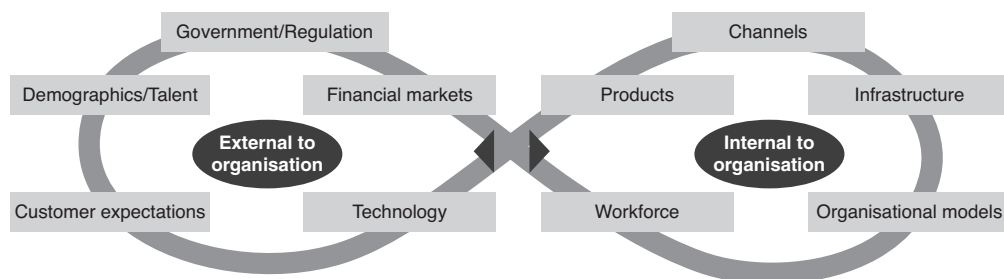 Government/Regulation
Channels
Demographics/Talent
Financial markets
Products
Infrastructure
External to
organisation
Internal to
organisation
Customer expectations
Technology
Workforce
Organisational models